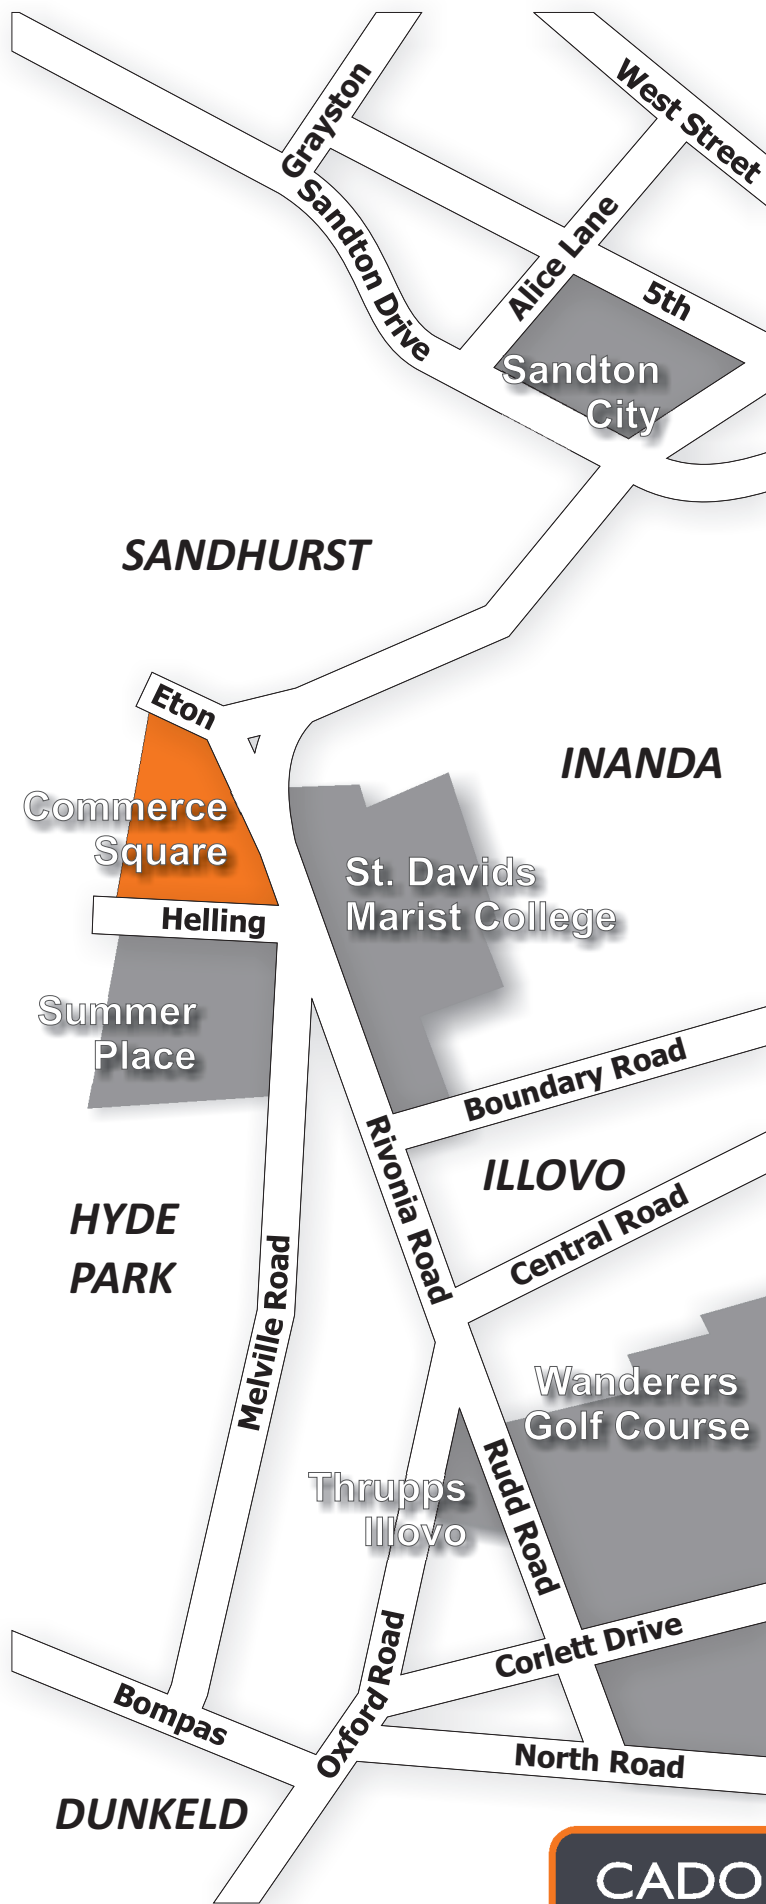 Grayston
West Street
Sandton Drive
Alice Lane
5th
Sandton
City
SANDHURST
Eton
INANDA
Commerce
Square
St. Davids
Marist College
Helling
Summer
Place
Boundary Road
Rivonia Road
ILLOVO
Central Road
HYDE
PARK
Melville Road
Wanderers
Golf Course
Rudd Road
Thrupps
Illovo
Corlett Drive
Oxford Road
Bompas
North Road
DUNKELD
CADO